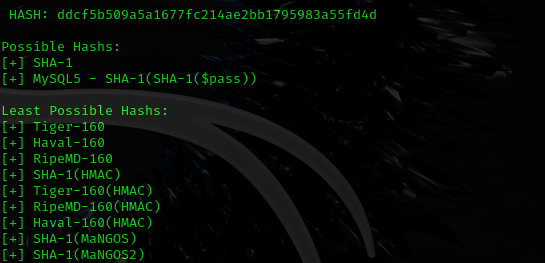 HASH: ddcf5b509a5a1677fc214ae2bb1795983a55fd4d
Possible Hashs:
[+] SHA-1
[+] MySQL5 - SHA-1(SHA-1($pass))
Least Possible Hashs:
[+] Tiger-160
[+] Haval-160
[+] RipeMD-160
[+] SHA-1(HMAC)
[+] Tiger-160(HMAC)
[+] RipeMD-160(HMAC)
[+] Haval-160(HMAC)
[+] SHA-1(MaNGOS)
[+] SHA-1(MaNGOS2)